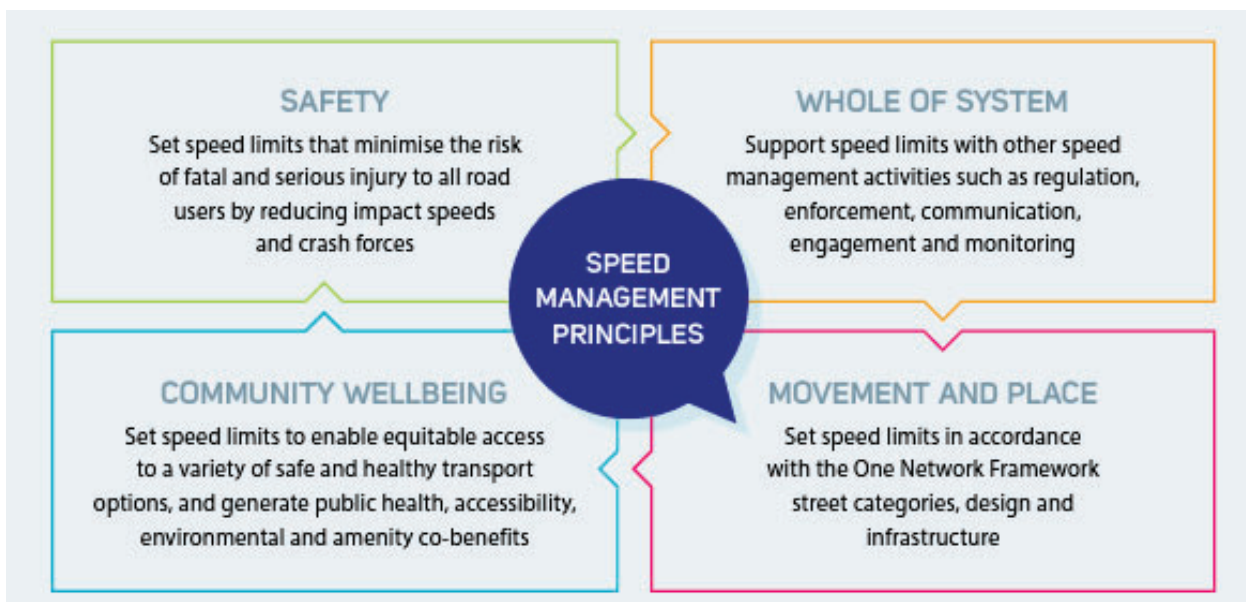 SAFETY
Set speed limits that minimise the risk
of fatal and serious injury to all road
users by reducing impact speeds
and crash forces
WHOLE OF SYSTEM
Support speed limits with other speed
management activities such as regulation,
enforcement, communication,
engagement and monitoring
SPEED
MANAGEMENT
PRINCIPLES
COMMUNITY WELLBEING
Set speed limits to enable equitable access
to a variety of safe and healthy transport
options, and generate public health, accessibility,
environmental and amenity co-benefits
MOVEMENT AND PLACE
Set speed limits in accordance
with the One Network Framework
street categories, design and
infrastructure